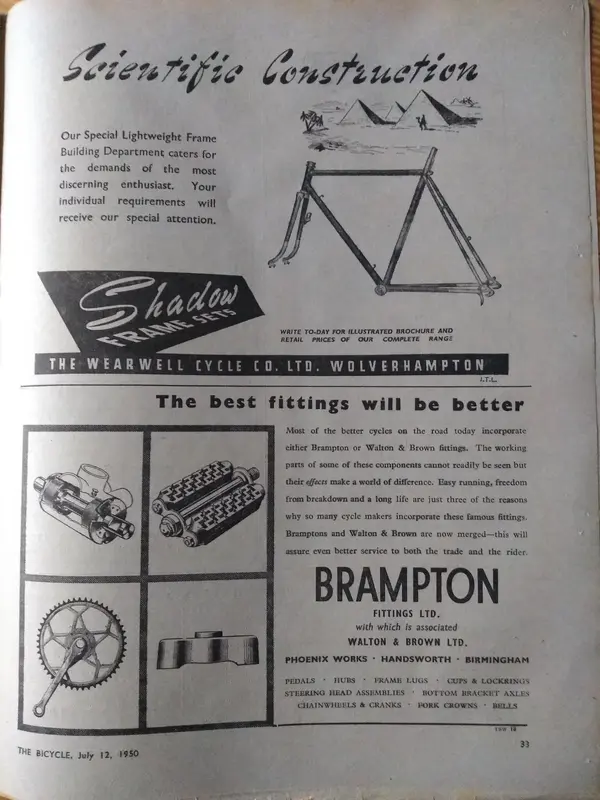 Scientific Construction
Our Special Lightweight Frame
Building Department caters for
the demands of the most
discerning enthusiast. Your
individual requirements will
receive our special attention.
Shadow
FRAME SETS
WRITE TO-DAY FOR ILLUSTRATED BROCHURE AND
RETAIL PRICES OF OUR COMPLETE RANGE
THE WEARWELL CYCLE CO. LTD. WOLVERHAMPTON
I.T.L.
The best fittings will be better
Most of the better cycles on the road today incorporate
either Brampton or Walton & Brown fittings. The working
parts of some of these components cannot readily be seen but
their effects make a world of difference. Easy running, freedom
from breakdown and a long life are just three of the reasons
why so many cycle makers incorporate these famous fittings.
Bramptons and Walton & Brown are now merged—this will
assure even better service to both the trade and the rider.
BRAMPTON
FITTINGS LTD.
with which is associated
WALTON & BROWN LTD.
PHOENIX WORKS · HANDSWORTH · BIRMINGHAM
PEDALS · HUBS · FRAME LUGS · CUPS & LOCKRINGS
STEERING HEAD ASSEMBLIES · BOTTOM BRACKET AXLES
CHAINWHEELS & CRANKS · FORK CROWNS · BELLS
THE BICYCLE, July 12, 1950
33